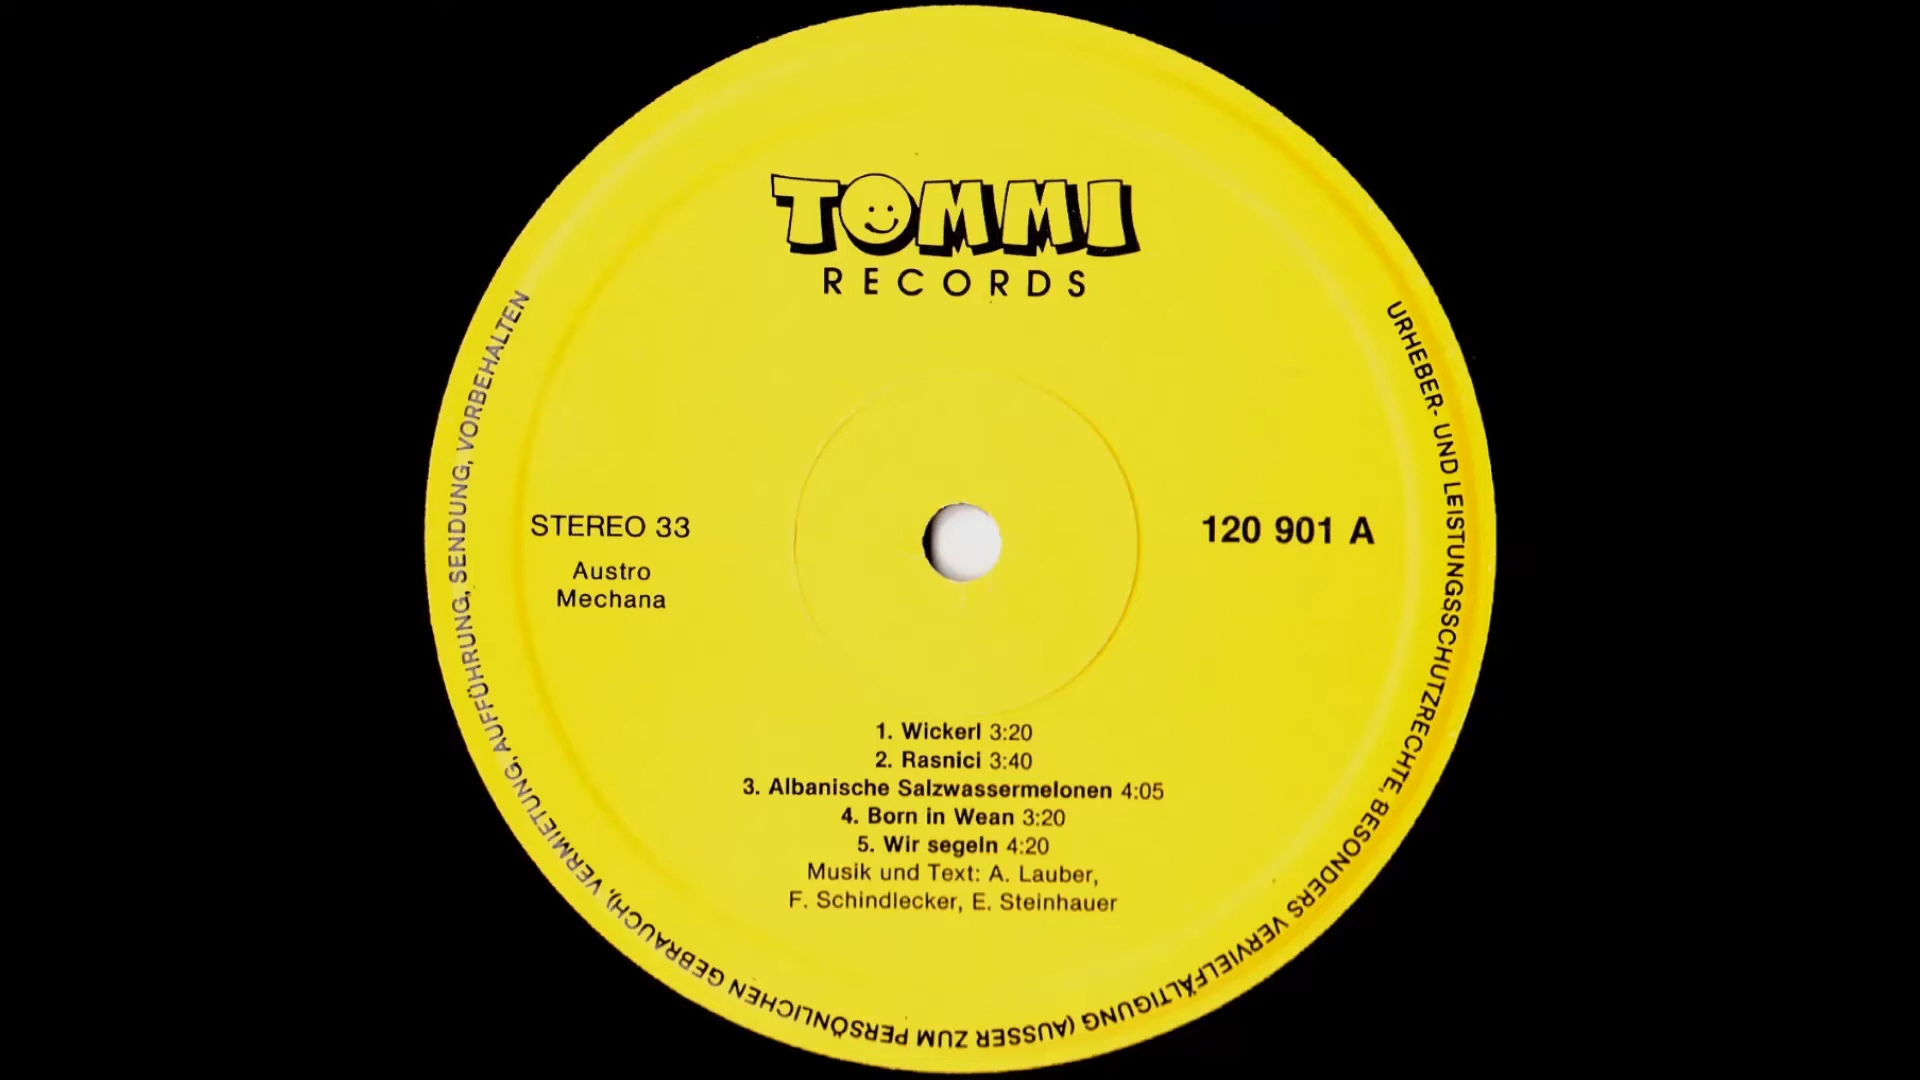 TOMMI
RECORDS
STEREO 33
Austro
Mechana
120 901 A
1. Wickerl 3:20
2. Rasnici 3:40
3. Albanische Salzwassermelonen 4:05
4. Born in Wean 3:20
5. Wir segeln 4:20
Musik und Text: A. Lauber,
F. Schindlecker, E. Steinhauer
URHEBER- UND LEISTUNGSSCHUTZRECHTE, BESONDERS VERVIELFÄLTIGUNG (AUSSER ZUM PERSÖNLICHEN GEBRAUCH), VERMIETUNG, AUFFÜHRUNG, SENDUNG, VORBEHALTEN